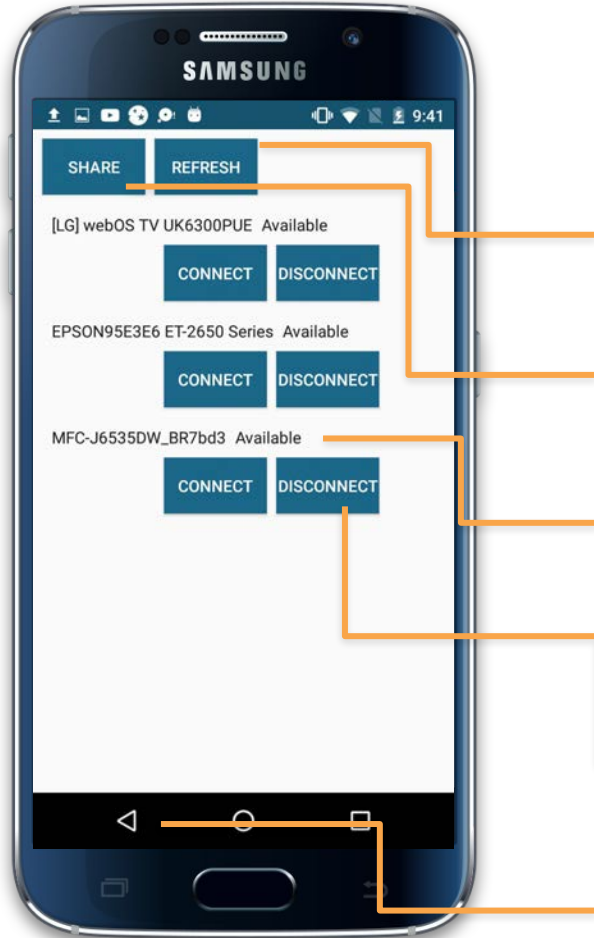 SAMSUNG
9:41
SHARE REFRESH
[LG] webOS TV UK6300PUE Available
CONNECT DISCONNECT
EPSON95E3E6 ET-2650 Series Available
CONNECT DISCONNECT
MFC-J6535DW_BR7bd3 Available
CONNECT DISCONNECT